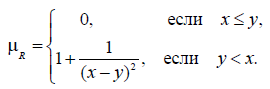 μ_R = { 0, если x ≤ y,
1 + 1/(x − y)², если y < x.